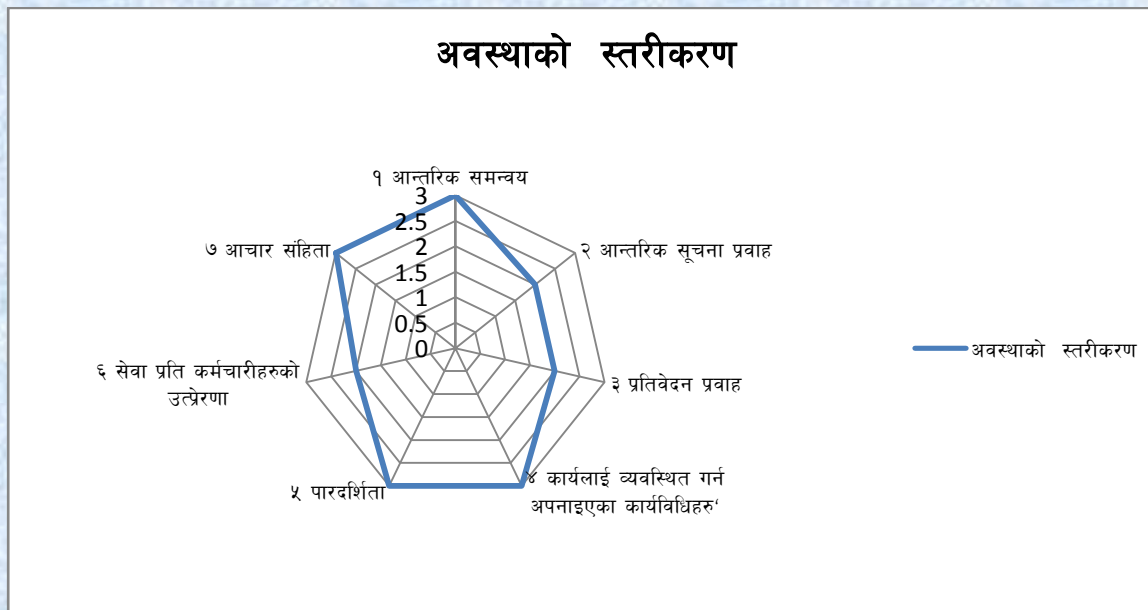 अवस्थाको स्तरीकरण
१ आन्तरिक समन्वय
3
2.5
2
1.5
1
0.5
0
२ आन्तरिक सूचना प्रवाह
३ प्रतिवेदन प्रवाह
४ कार्यलाई व्यवस्थित गर्न
अपनाइएका कार्यविधिहरु‘
५ पारदर्शिता
६ सेवा प्रति कर्मचारीहरुको
उत्प्रेरणा
७ आचार संहिता
अवस्थाको स्तरीकरण